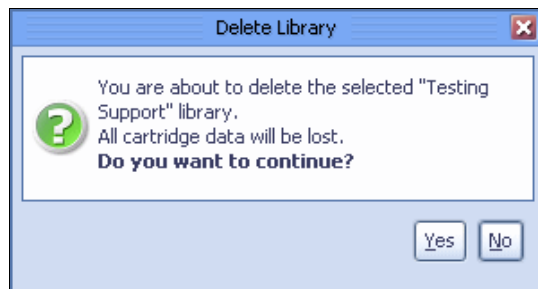 Delete Library
You are about to delete the selected "Testing
Support" library.
All cartridge data will be lost.
Do you want to continue?
Yes No